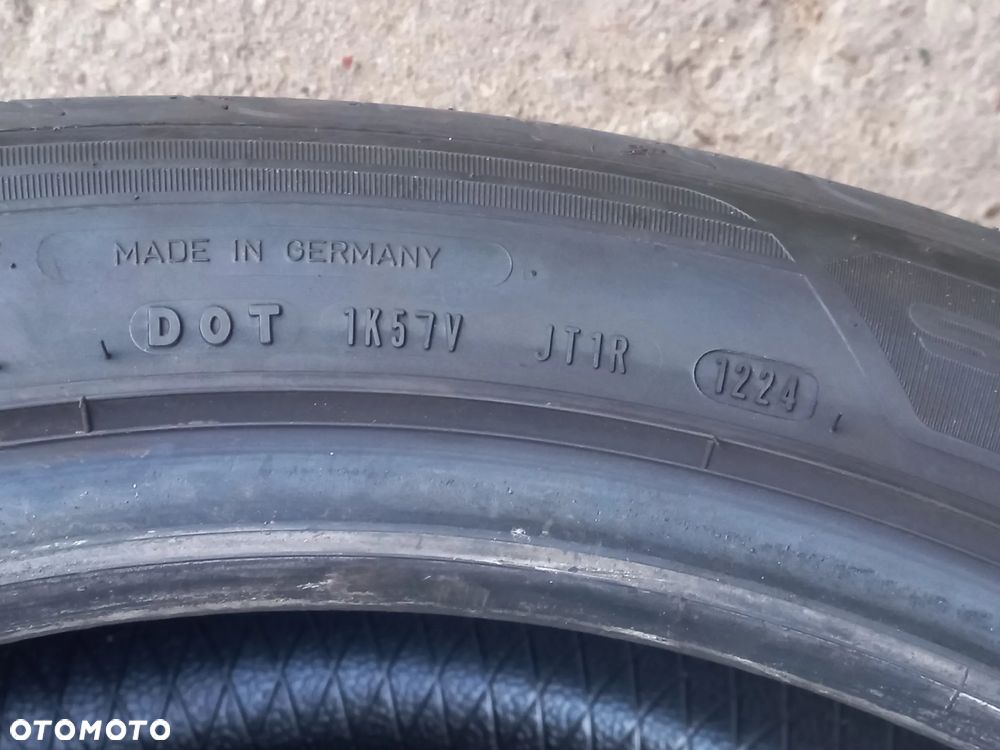 MADE IN GERMANY
DOT 1K57V JT1R 1224
OTOMOTO